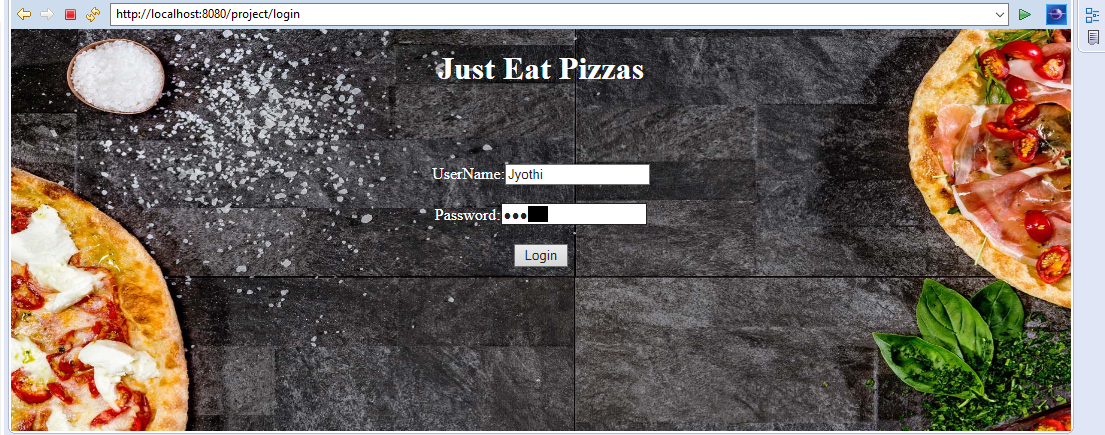 http://localhost:8080/project/login
Just Eat Pizzas
UserName: Jyothi
Password: •••
Login